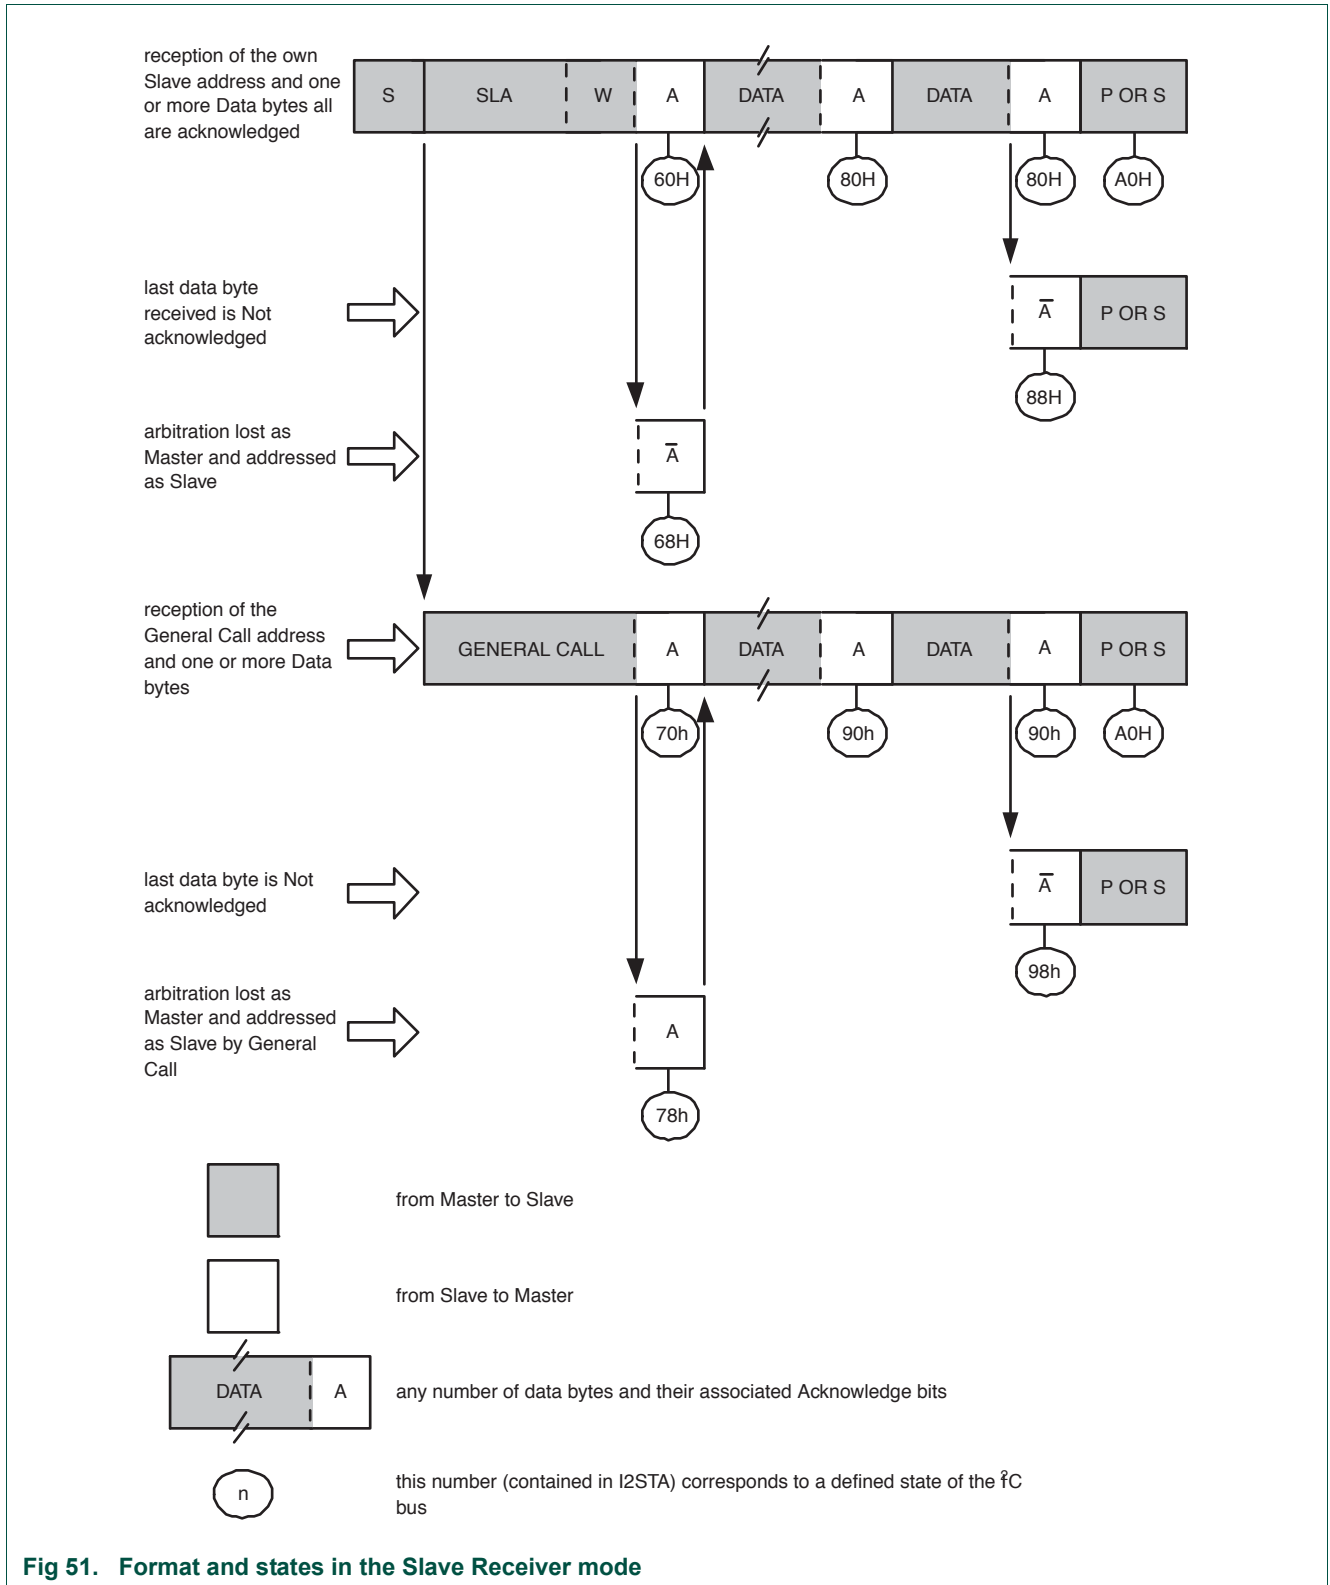 reception of the own
Slave address and one
or more Data bytes all
are acknowledged
S SLA W A DATA A DATA A P OR S
60H 80H 80H A0H
last data byte
received is Not
acknowledged
A̅ P OR S
88H
arbitration lost as
Master and addressed
as Slave
A̅
68H
reception of the
General Call address
and one or more Data
bytes
GENERAL CALL A DATA A DATA A P OR S
70h 90h 90h A0H
last data byte is Not
acknowledged
A̅ P OR S
98h
arbitration lost as
Master and addressed
as Slave by General
Call
A
78h
from Master to Slave
from Slave to Master
DATA A
any number of data bytes and their associated Acknowledge bits
n
this number (contained in I2STA) corresponds to a defined state of the I²C
bus
Fig 51. Format and states in the Slave Receiver mode